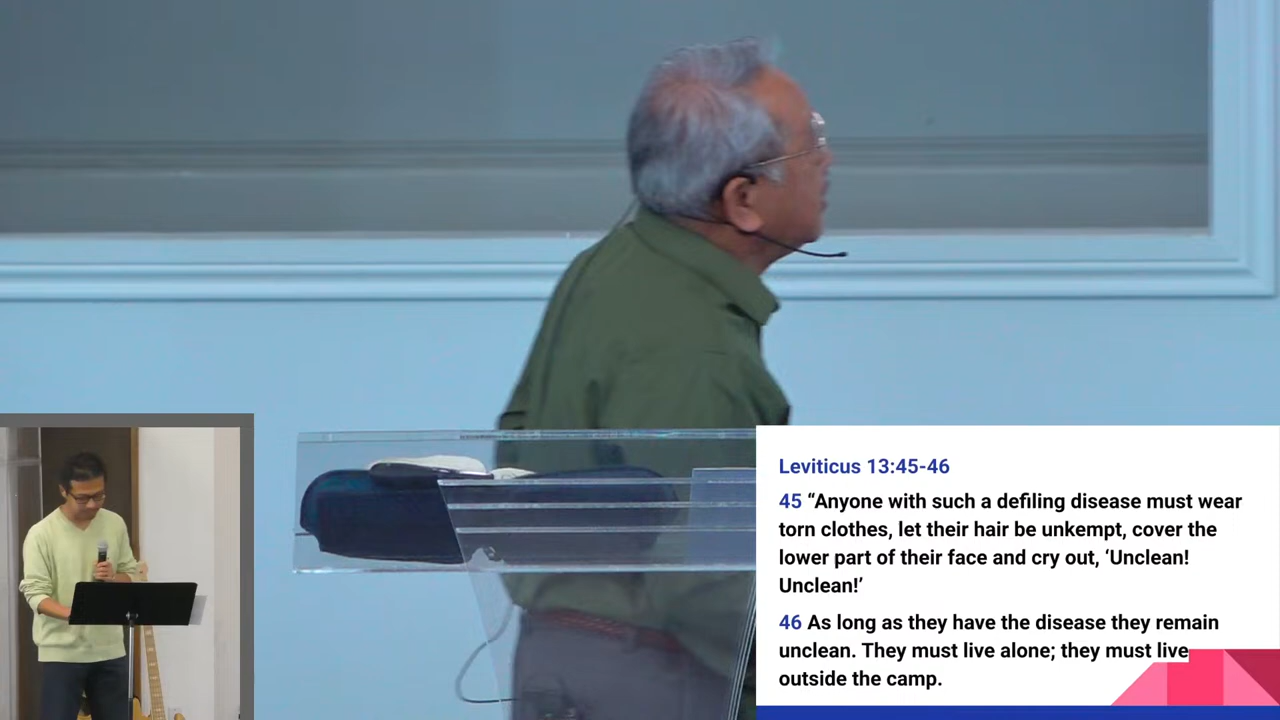 Leviticus 13:45-46
45 “Anyone with such a defiling disease must wear
torn clothes, let their hair be unkempt, cover the
lower part of their face and cry out, ‘Unclean!
Unclean!’
46 As long as they have the disease they remain
unclean. They must live alone; they must live
outside the camp.